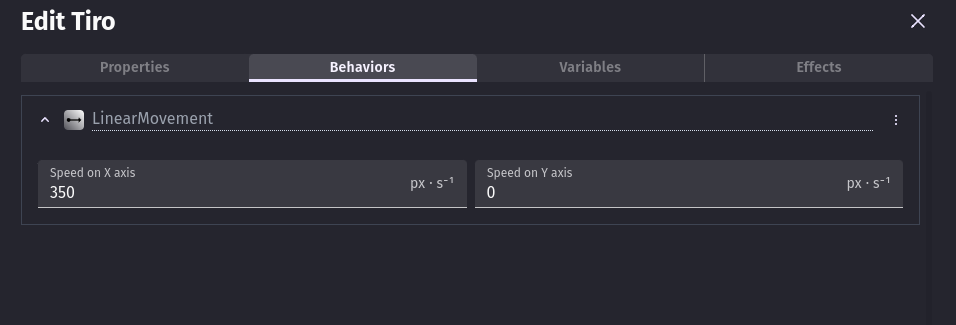 Edit Tiro
Properties
Behaviors
Variables
Effects
LinearMovement
Speed on X axis
350
px · s⁻¹
Speed on Y axis
0
px · s⁻¹